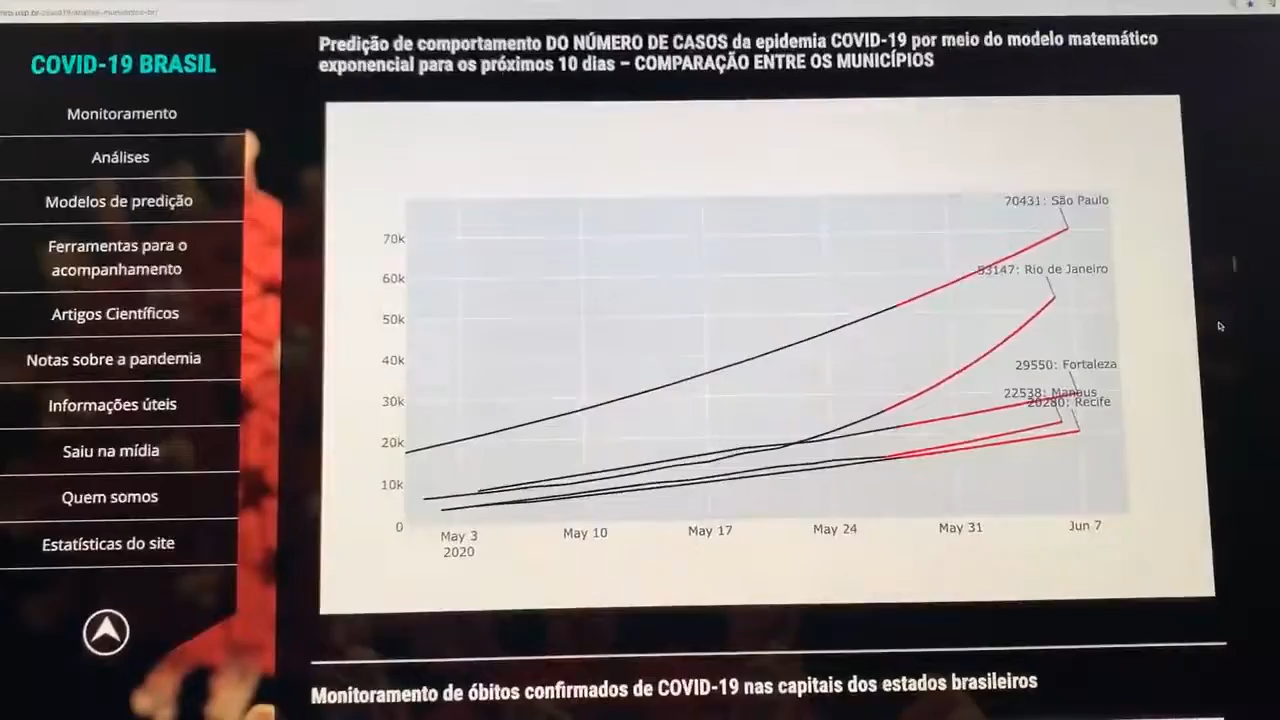 COVID-19 BRASIL
Monitoramento
Análises
Modelos de predição
Ferramentas para o
acompanhamento
Artigos Científicos
Notas sobre a pandemia
Informações úteis
Saiu na mídia
Quem somos
Estatísticas do site
Predição de comportamento DO NÚMERO DE CASOS da epidemia COVID-19 por meio do modelo matemático
exponencial para os próximos 10 dias – COMPARAÇÃO ENTRE OS MUNICÍPIOS
70431: São Paulo
53147: Rio de Janeiro
29550: Fortaleza
22538: Manaus
20280: Recife
70k
60k
50k
40k
30k
20k
10k
0
May 3
2020
May 10
May 17
May 24
May 31
Jun 7
Monitoramento de óbitos confirmados de COVID-19 nas capitais dos estados brasileiros